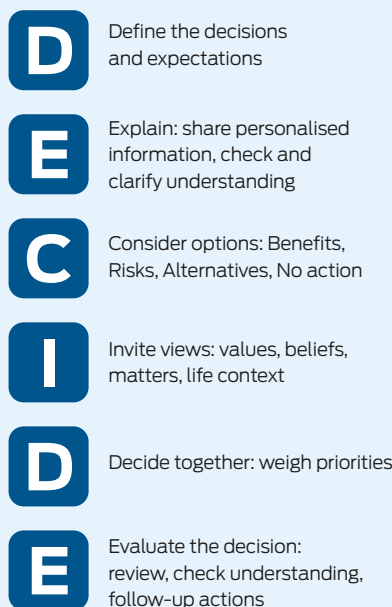 D
Define the decisions
and expectations
E
Explain: share personalised
information, check and
clarify understanding
C
Consider options: Benefits,
Risks, Alternatives, No action
I
Invite views: values, beliefs,
matters, life context
D
Decide together: weigh priorities
E
Evaluate the decision:
review, check understanding,
follow-up actions